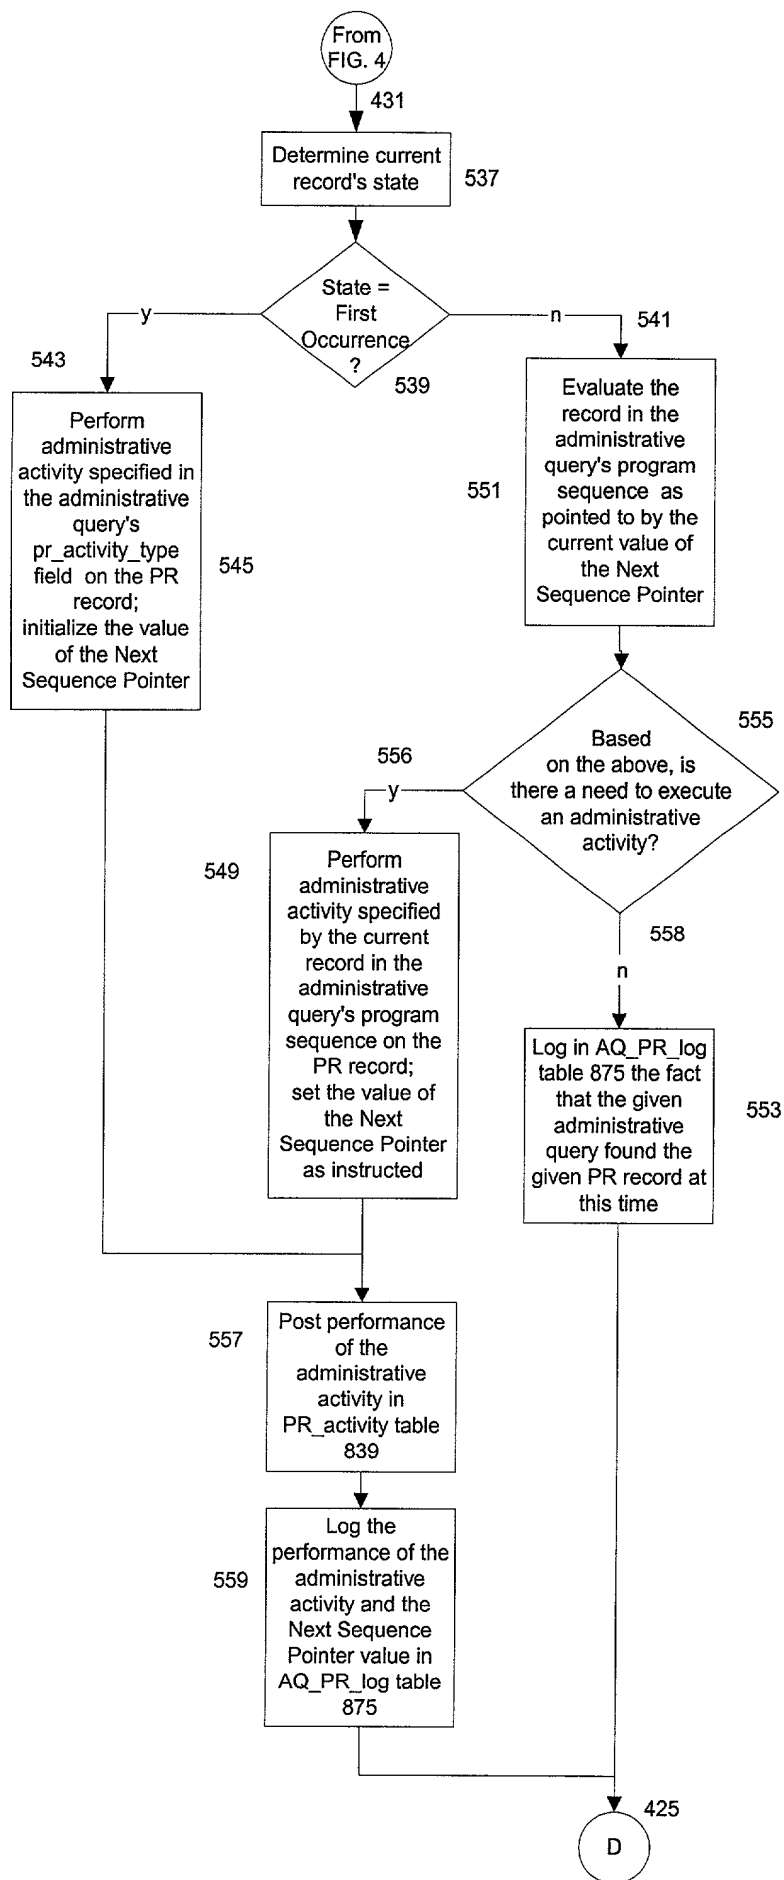 From
FIG. 4
431
Determine current
record's state
537
State =
First
Occurrence
?
539
y
n
541
543
Perform
administrative
activity specified in
the administrative
query's
pr_activity_type
field on the PR
record;
initialize the value
of the Next
Sequence Pointer
545
Evaluate the
record in the
administrative
query's program
sequence as
pointed to by the
current value of
the Next
Sequence Pointer
551
Based
on the above, is
there a need to execute
an administrative
activity?
555
556
y
558
n
549
Perform
administrative
activity specified
by the current
record in the
administrative
query's program
sequence on the
PR record;
set the value of
the Next
Sequence Pointer
as instructed
Log in AQ_PR_log
table 875 the fact
that the given
administrative
query found the
given PR record at
this time
553
557
Post performance
of the
administrative
activity in
PR_activity table
839
559
Log the
performance of the
administrative
activity and the
Next Sequence
Pointer value in
AQ_PR_log table
875
425
D